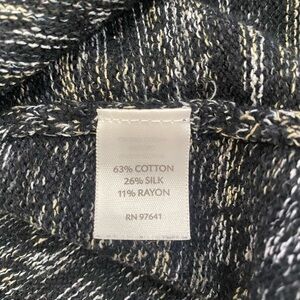 63% COTTON
26% SILK
11% RAYON
RN 97641